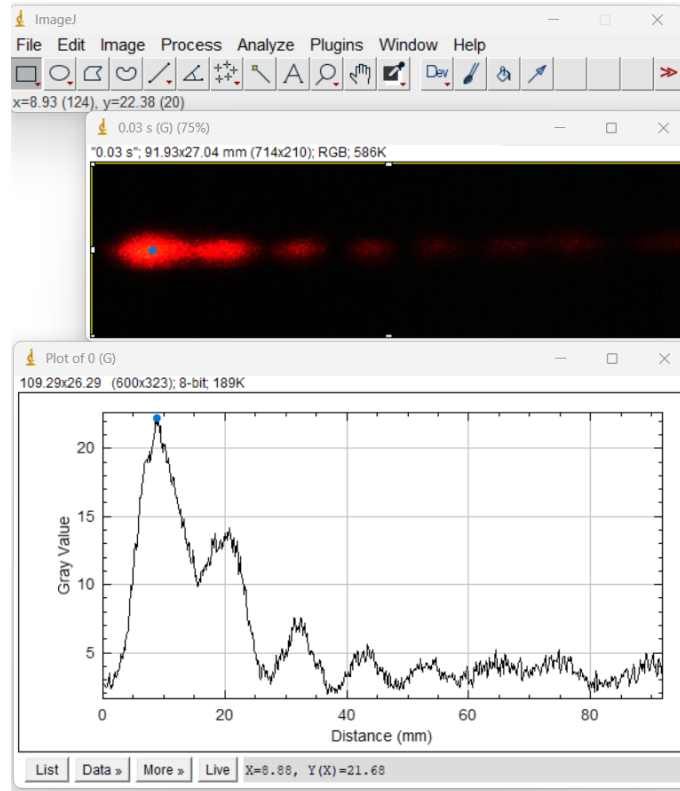 ImageJ
File Edit Image Process Analyze Plugins Window Help
A Dev
x=8.93 (124), y=22.38 (20)
0.03 s (G) (75%)
"0.03 s"; 91.93x27.04 mm (714x210); RGB; 586K
Plot of 0 (G)
109.29x26.29 (600x323); 8-bit; 189K
20
15
10
5
Gray Value
0 20 40 60 80
Distance (mm)
List Data » More » Live X=8.88, Y(X)=21.68